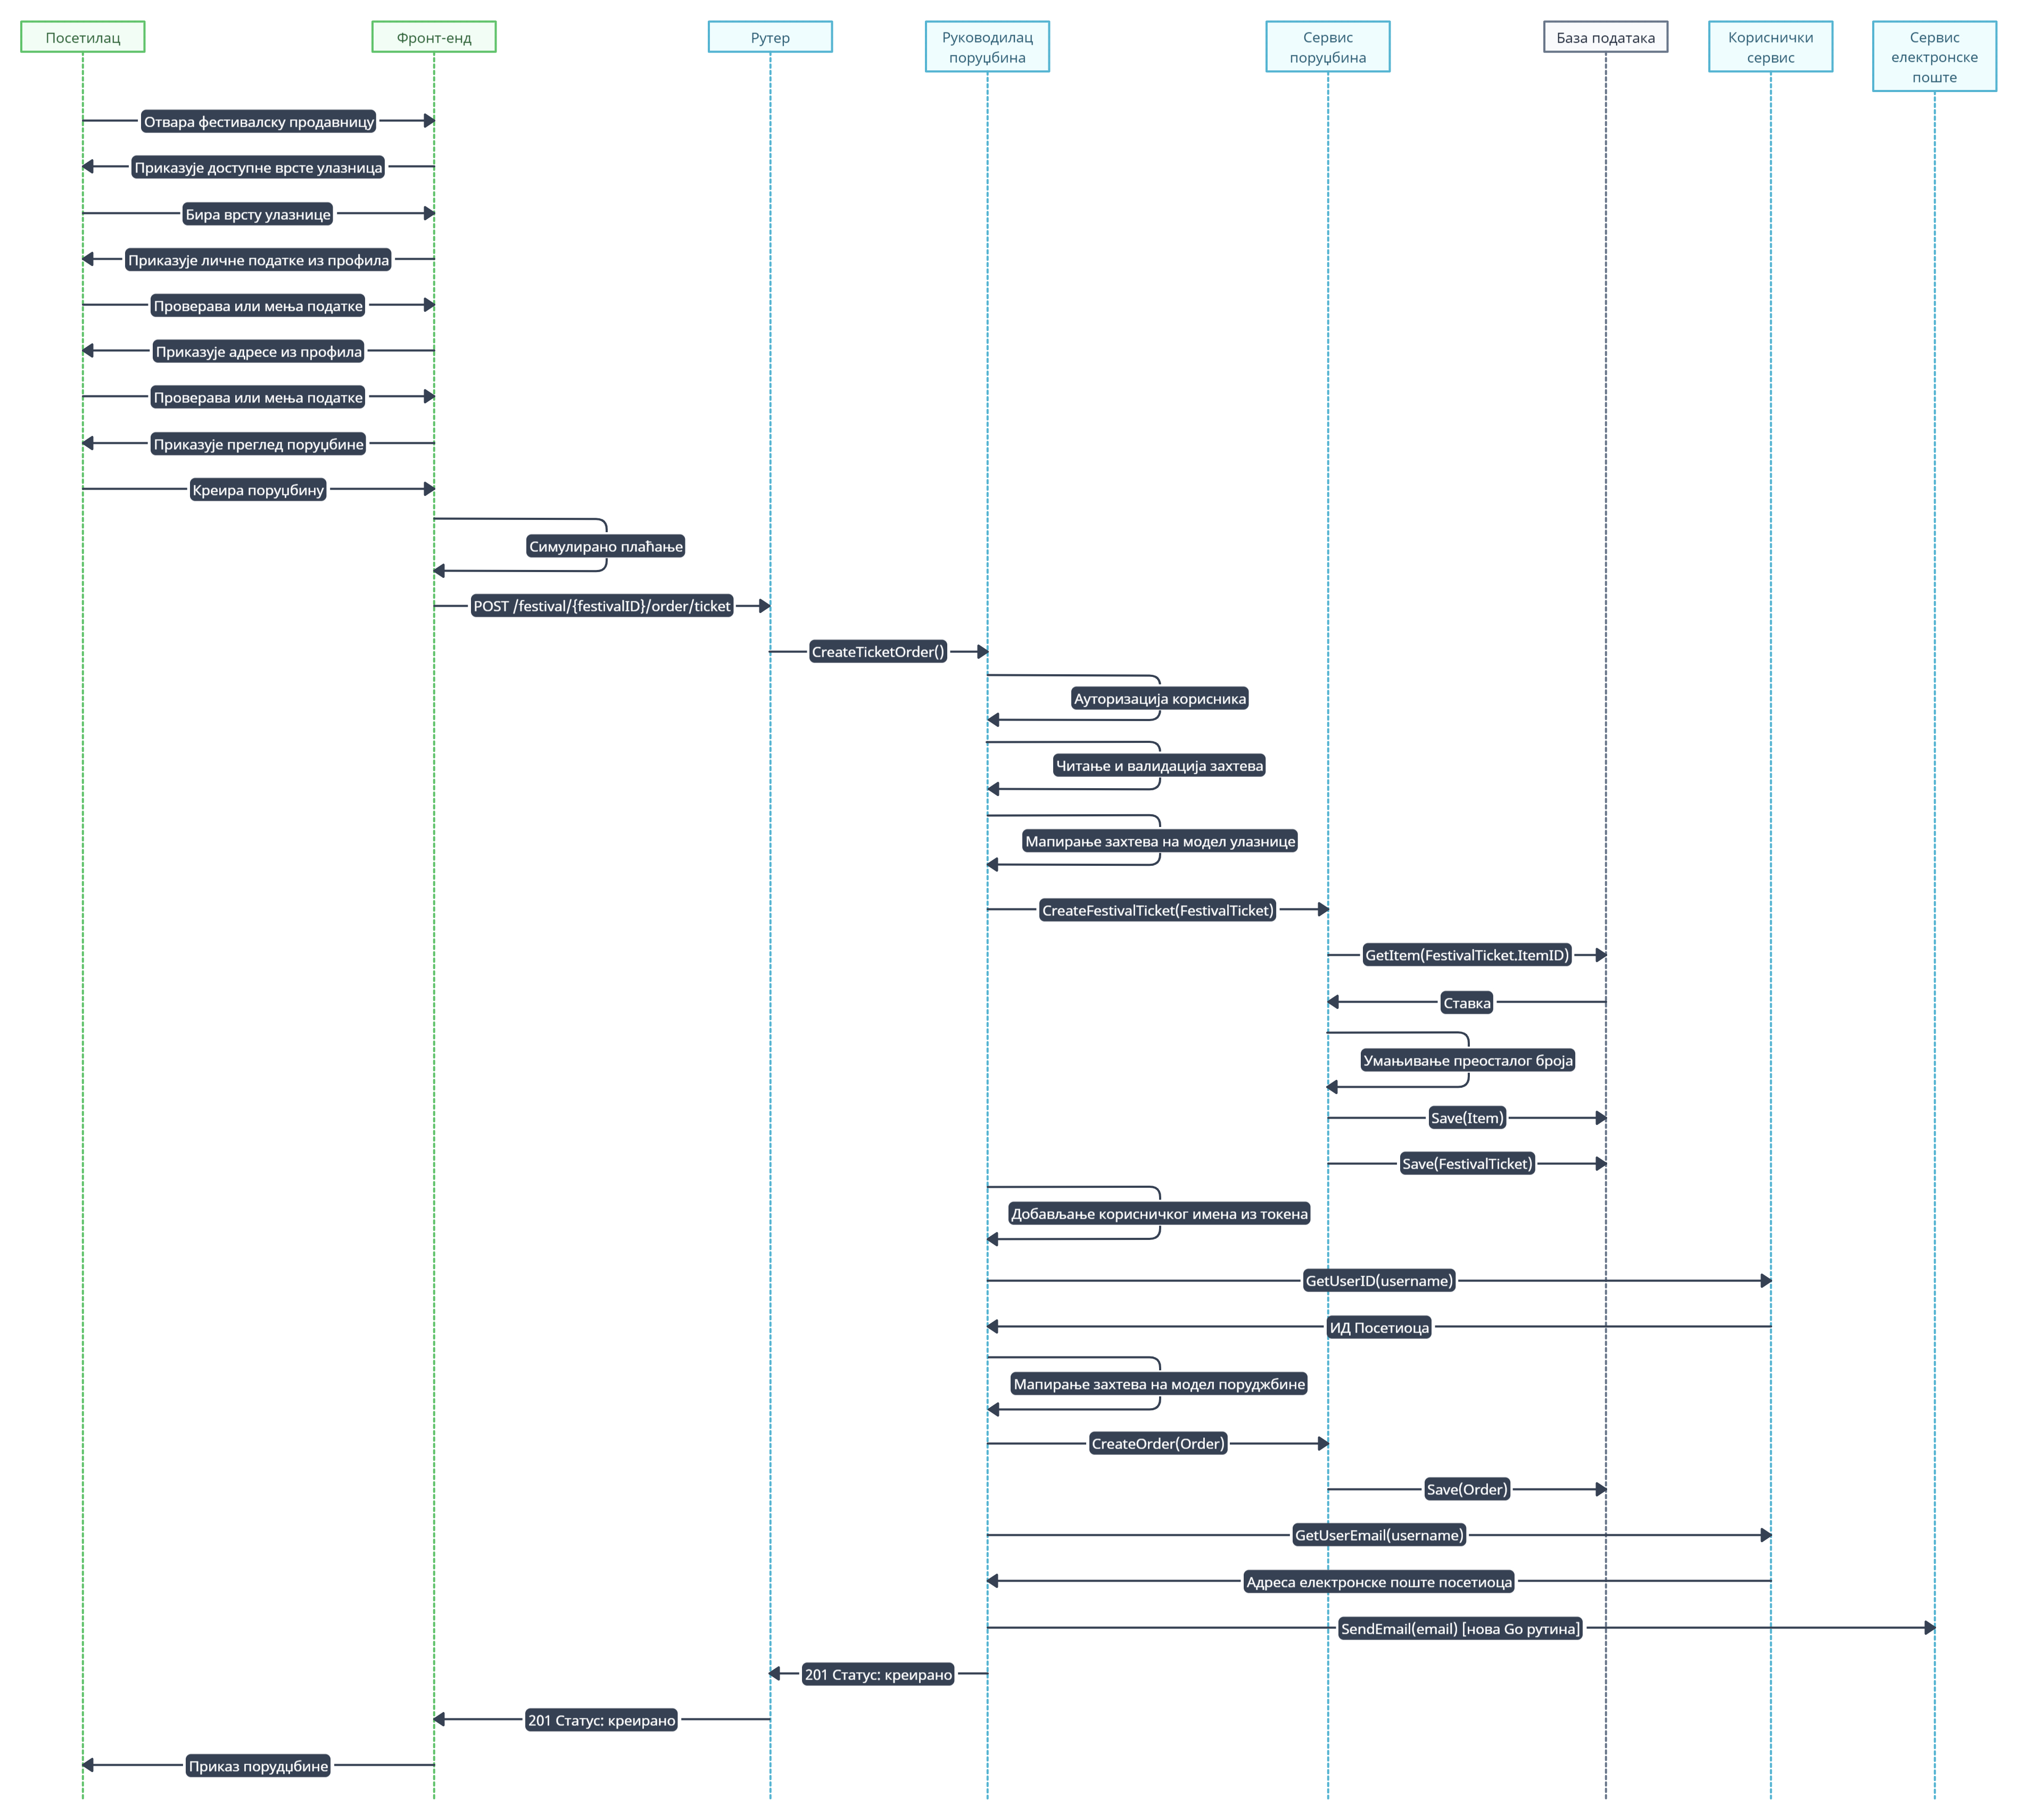 Посетилац
Фронт-енд
Рутер
Руководилац
поруџбина
Сервис
поруџбина
База података
Кориснички
сервис
Сервис
електронске
поште
Отвара фестивалску продавницу
Приказује доступне врсте улазница
Бира врсту улазнице
Приказује личне податке из профила
Проверава или мења податке
Приказује адресе из профила
Проверава или мења податке
Приказује преглед поруџбине
Креира поруџбину
Симулирано плаћање
POST /festival/{festivalID}/order/ticket
CreateTicketOrder()
Ауторизација корисника
Читање и валидација захтева
Мапирање захтева на модел улазнице
CreateFestivalTicket(FestivalTicket)
GetItem(FestivalTicket.ItemID)
Ставка
Умањивање преосталог броја
Save(Item)
Save(FestivalTicket)
Добављање корисничког имена из токена
GetUserID(username)
ИД Посетиоца
Мапирање захтева на модел поруджбине
CreateOrder(Order)
Save(Order)
GetUserEmail(username)
Адреса електронске поште посетиоца
SendEmail(email) [нова Go рутина]
201 Статус: креирано
201 Статус: креирано
Приказ порудџбине